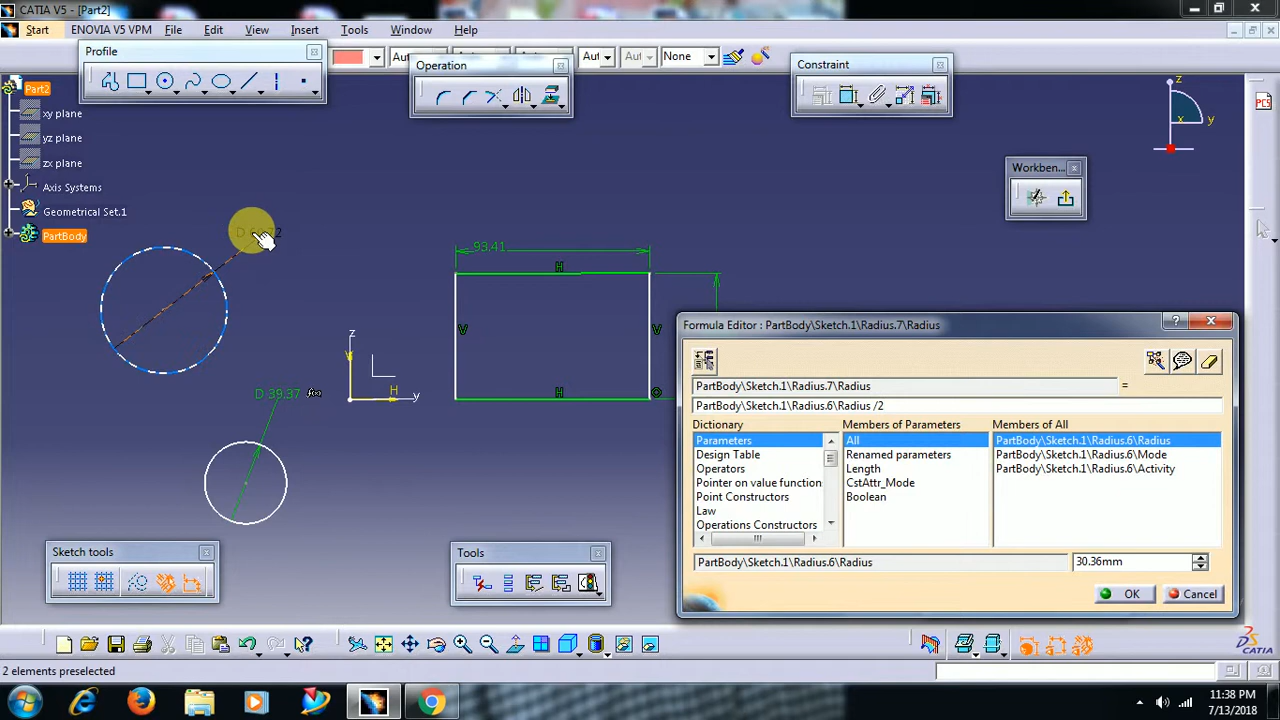 CATIA V5 - [Part2]
Start
ENOVIA V5 VPM
File
Edit
View
Insert
Tools
Window
Help
Profile
Operation
Constraint
Aut
Aut
None
Part2
xy plane
yz plane
zx plane
Axis Systems
Geometrical Set.1
PartBody
z
x
y
Workben...
93.41
H
V
V
H
D 39.37
f(x)
z
V
H
y
Formula Editor : PartBody\Sketch.1\Radius.7\Radius
PartBody\Sketch.1\Radius.7\Radius =
PartBody\Sketch.1\Radius.6\Radius /2
Dictionary
Members of Parameters
Members of All
Parameters
Design Table
Operators
Pointer on value function
Point Constructors
Law
Operations Constructors
All
Renamed parameters
Length
CstAttr_Mode
Boolean
PartBody\Sketch.1\Radius.6\Radius
PartBody\Sketch.1\Radius.6\Mode
PartBody\Sketch.1\Radius.6\Activity
PartBody\Sketch.1\Radius.6\Radius
30.36mm
OK
Cancel
Sketch tools
Tools
CATIA
2 elements preselected
11:38 PM
7/13/2018